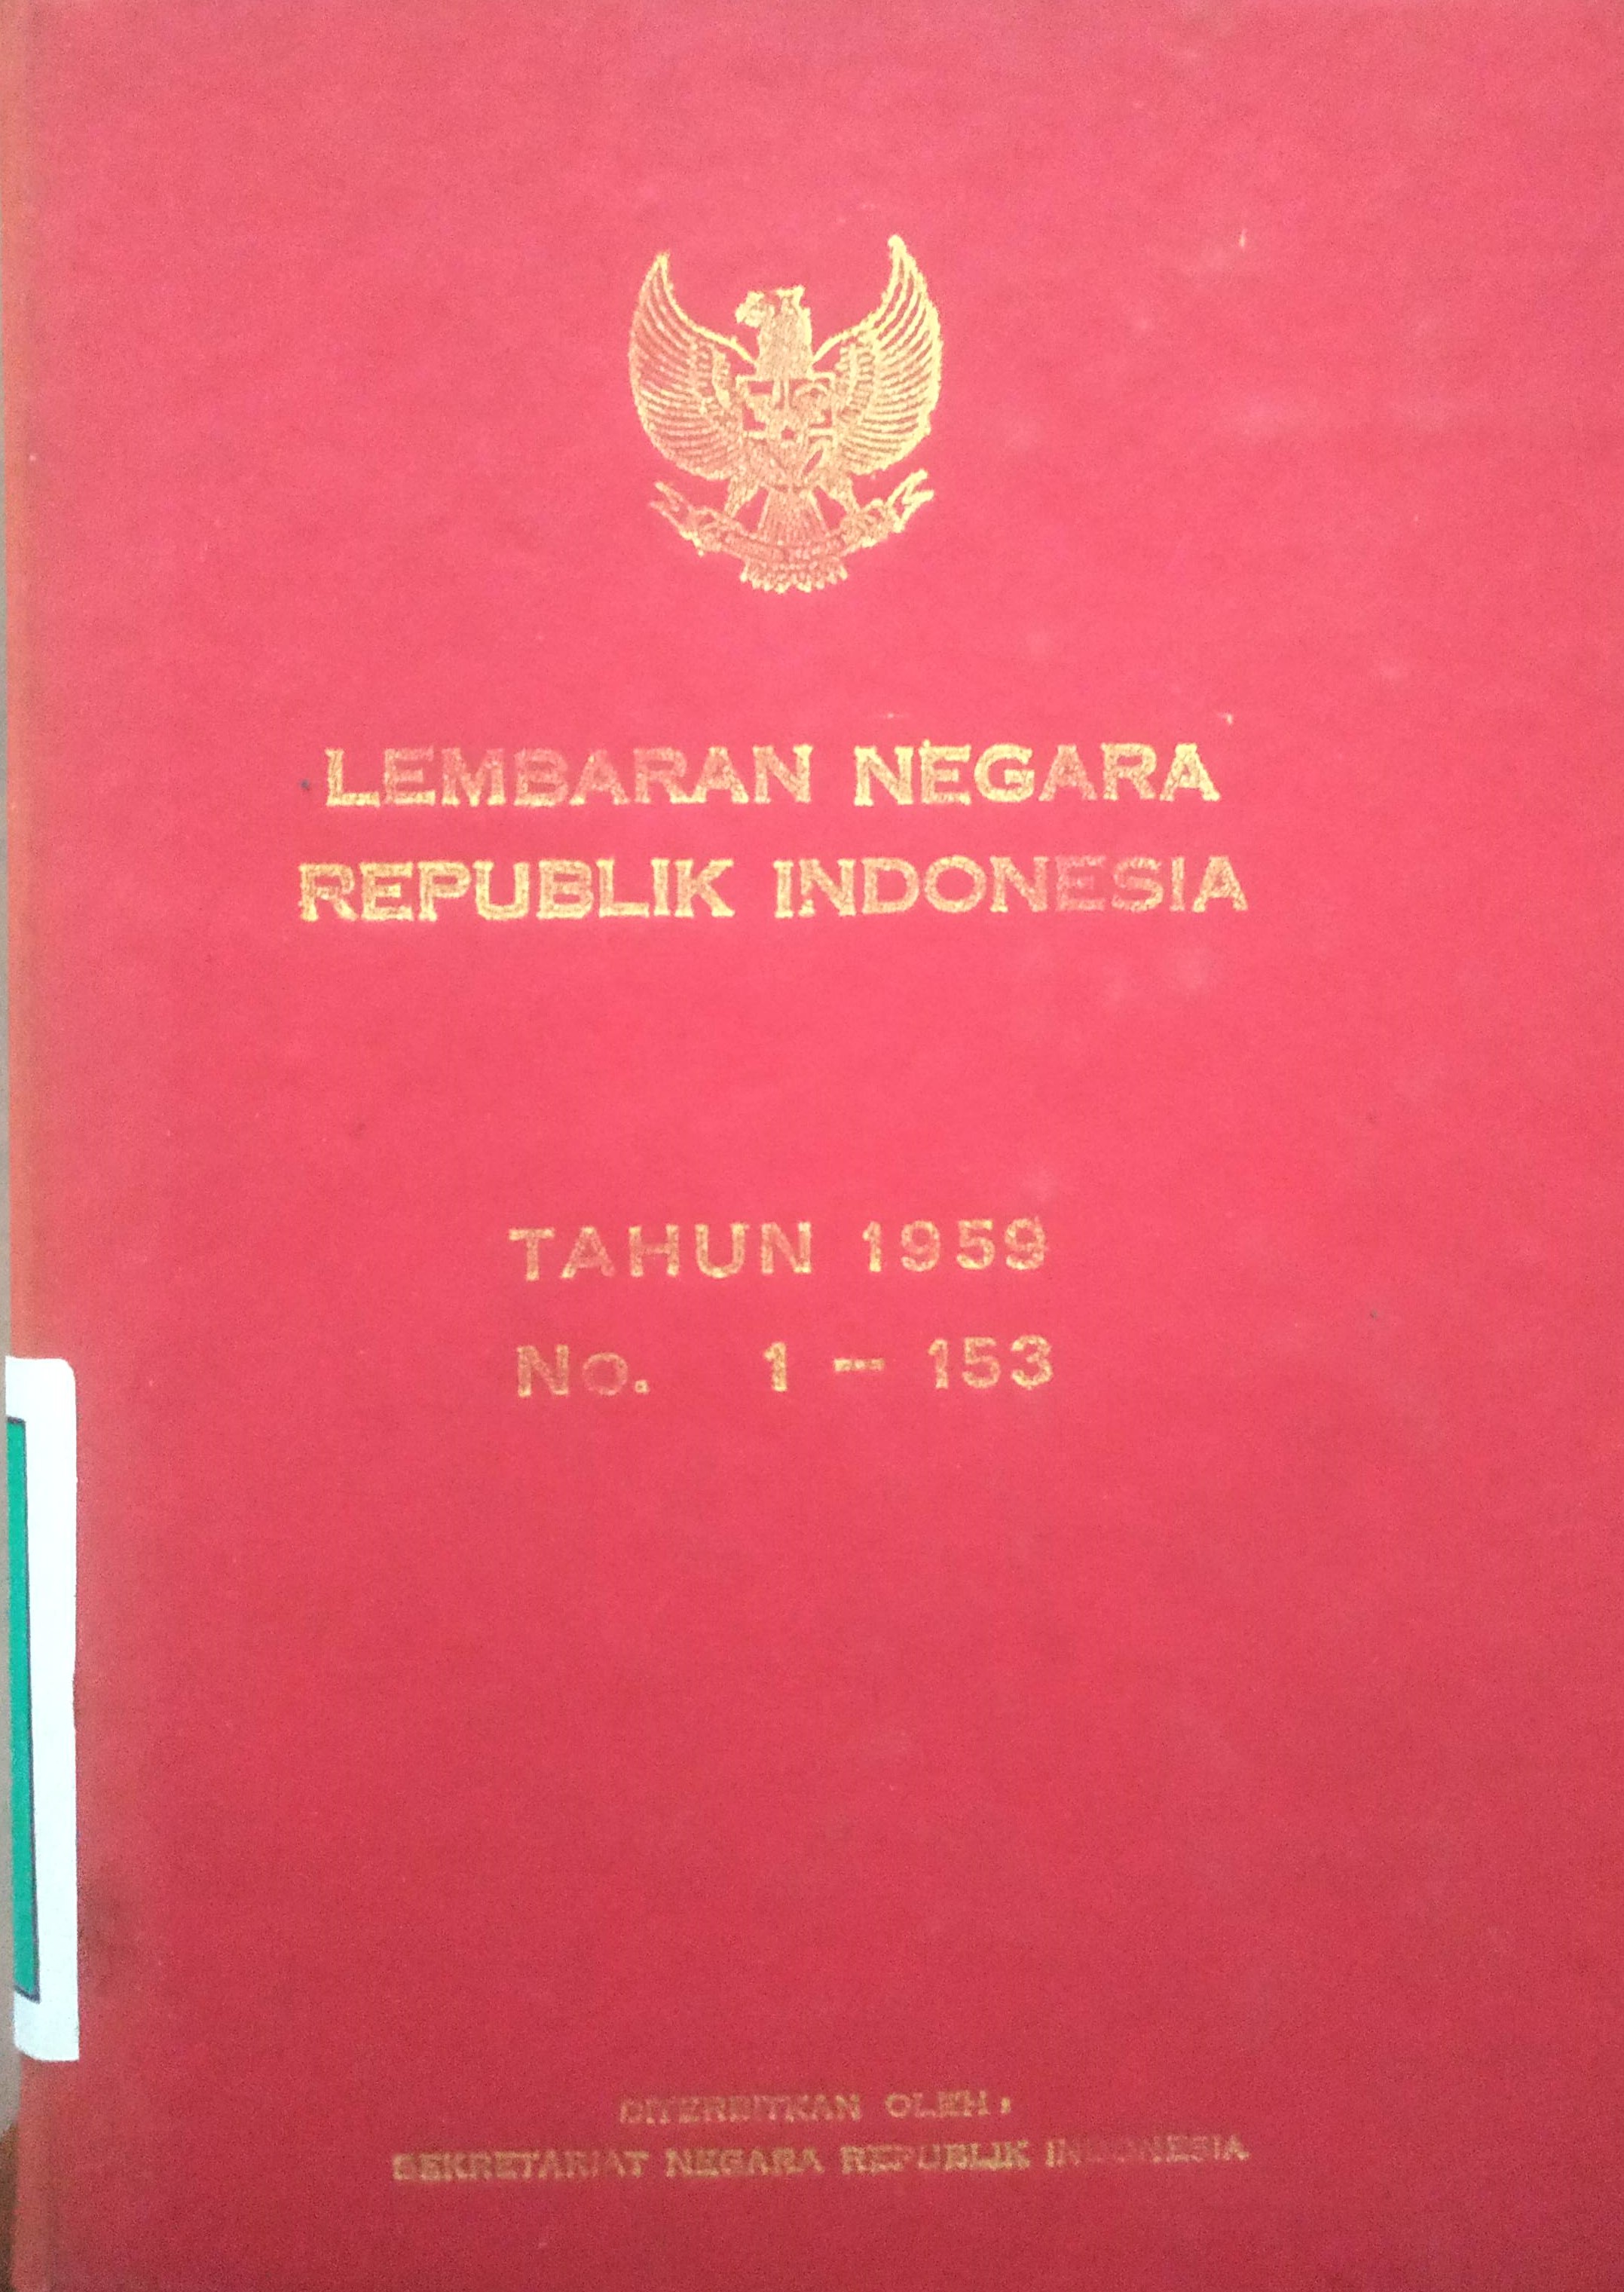 LEMBARAN NEGARA
REPUBLIK INDONESIA
TAHUN 1959
No. 1 – 153
DITERBITKAN OLEH :
SEKRETARIAT NEGARA REPUBLIK INDONESIA